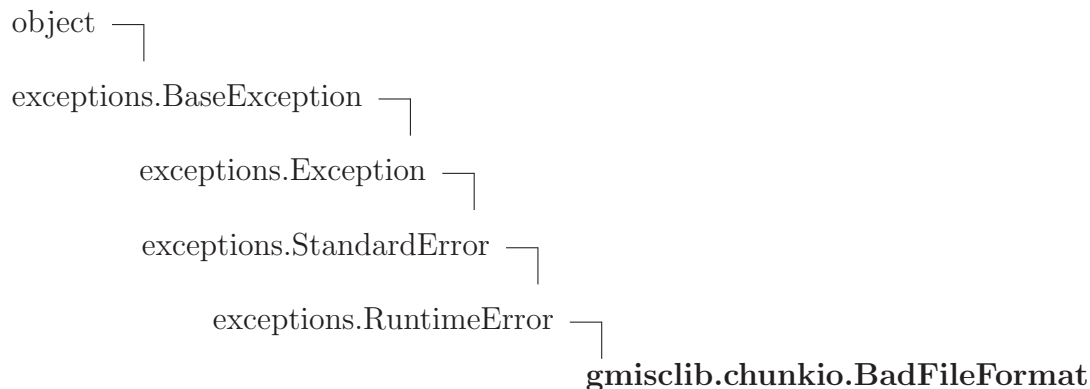 object
exceptions.BaseException
exceptions.Exception
exceptions.StandardError
exceptions.RuntimeError
gmisclib.chunkio.BadFileFormat